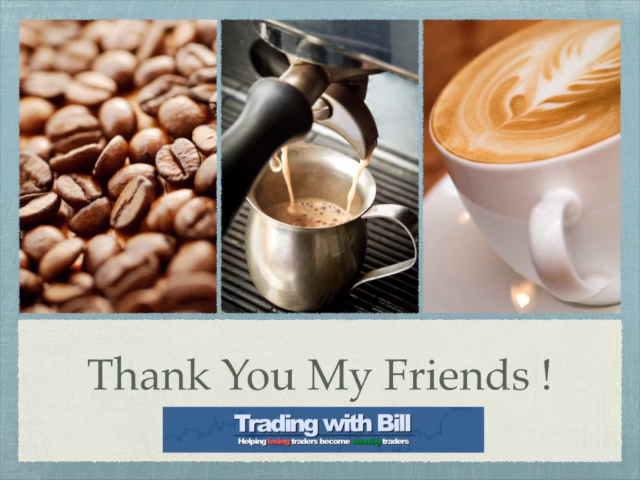 Thank You My Friends !
Trading with Bill
Helping losing traders become winning traders